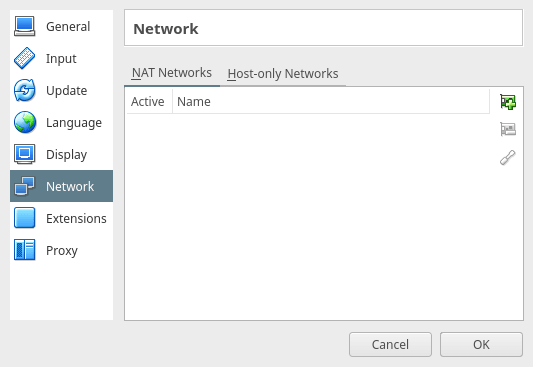 General
Input
Update
Language
Display
Network
Extensions
Proxy
Network
NAT Networks Host-only Networks
Active Name
Cancel OK